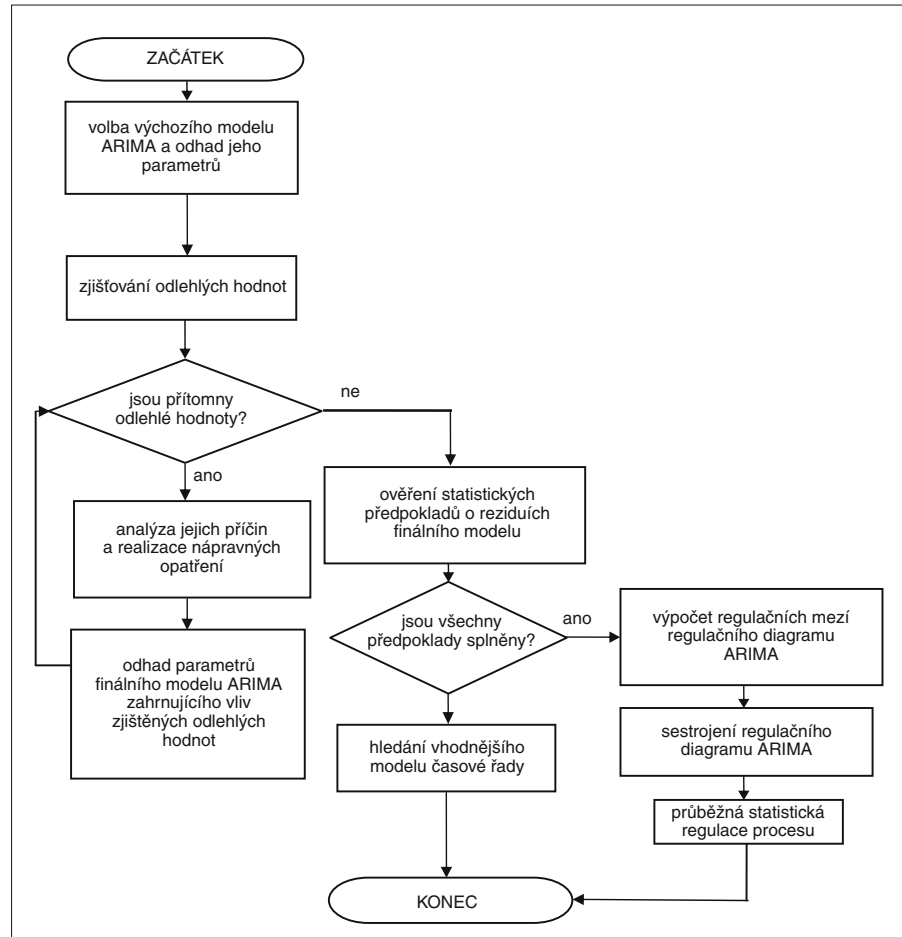 ZAČÁTEK
volba výchozího modelu
ARIMA a odhad jeho
parametrů
zjišťování odlehlých hodnot
jsou přítomny
odlehlé hodnoty?
ne
ano
analýza jejich příčin
a realizace nápravných
opatření
odhad parametrů
finálního modelu ARIMA
zahrnujícího vliv
zjištěných odlehlých
hodnot
ověření statistických
předpokladů o reziduích
finálního modelu
jsou všechny
předpoklady splněny?
ano
hledání vhodnějšího
modelu časové řady
výpočet regulačních mezí
regulačního diagramu
ARIMA
sestrojení regulačního
diagramu ARIMA
průběžná statistická
regulace procesu
KONEC